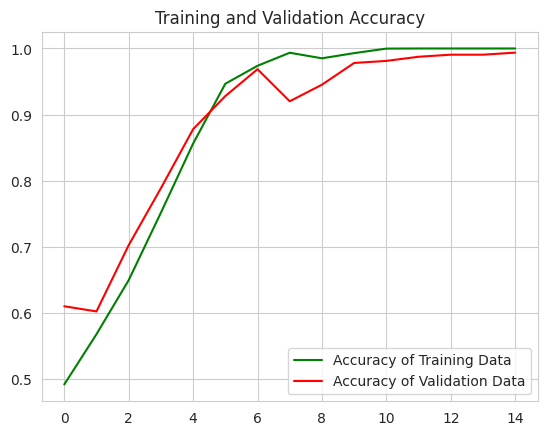 Training and Validation Accuracy
1.0
0.9
0.8
0.7
0.6
0.5
Accuracy of Training Data
Accuracy of Validation Data
0 2 4 6 8 10 12 14